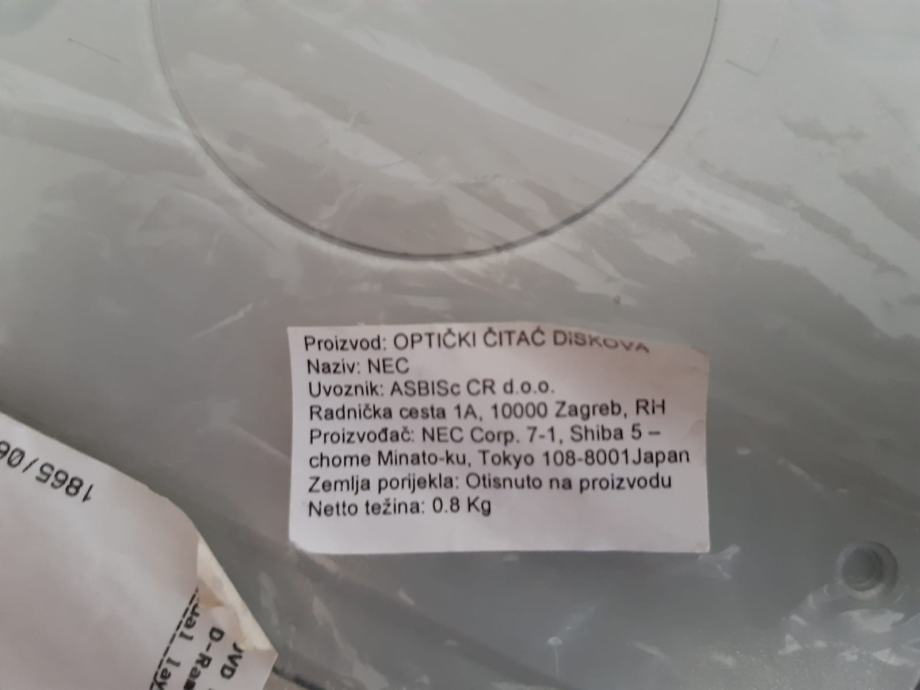 Proizvod: OPTIČKI ČITAČ DiSKOVA
Naziv: NEC
Uvoznik: ASBISc CR d.o.o.
Radnička cesta 1A, 10000 Zagreb, RH
Proizvođač: NEC Corp. 7-1, Shiba 5 –
chome Minato-ku, Tokyo 108-8001Japan
Zemlja porijekla: Otisnuto na proizvodu
Netto težina: 0.8 Kg
1865/06